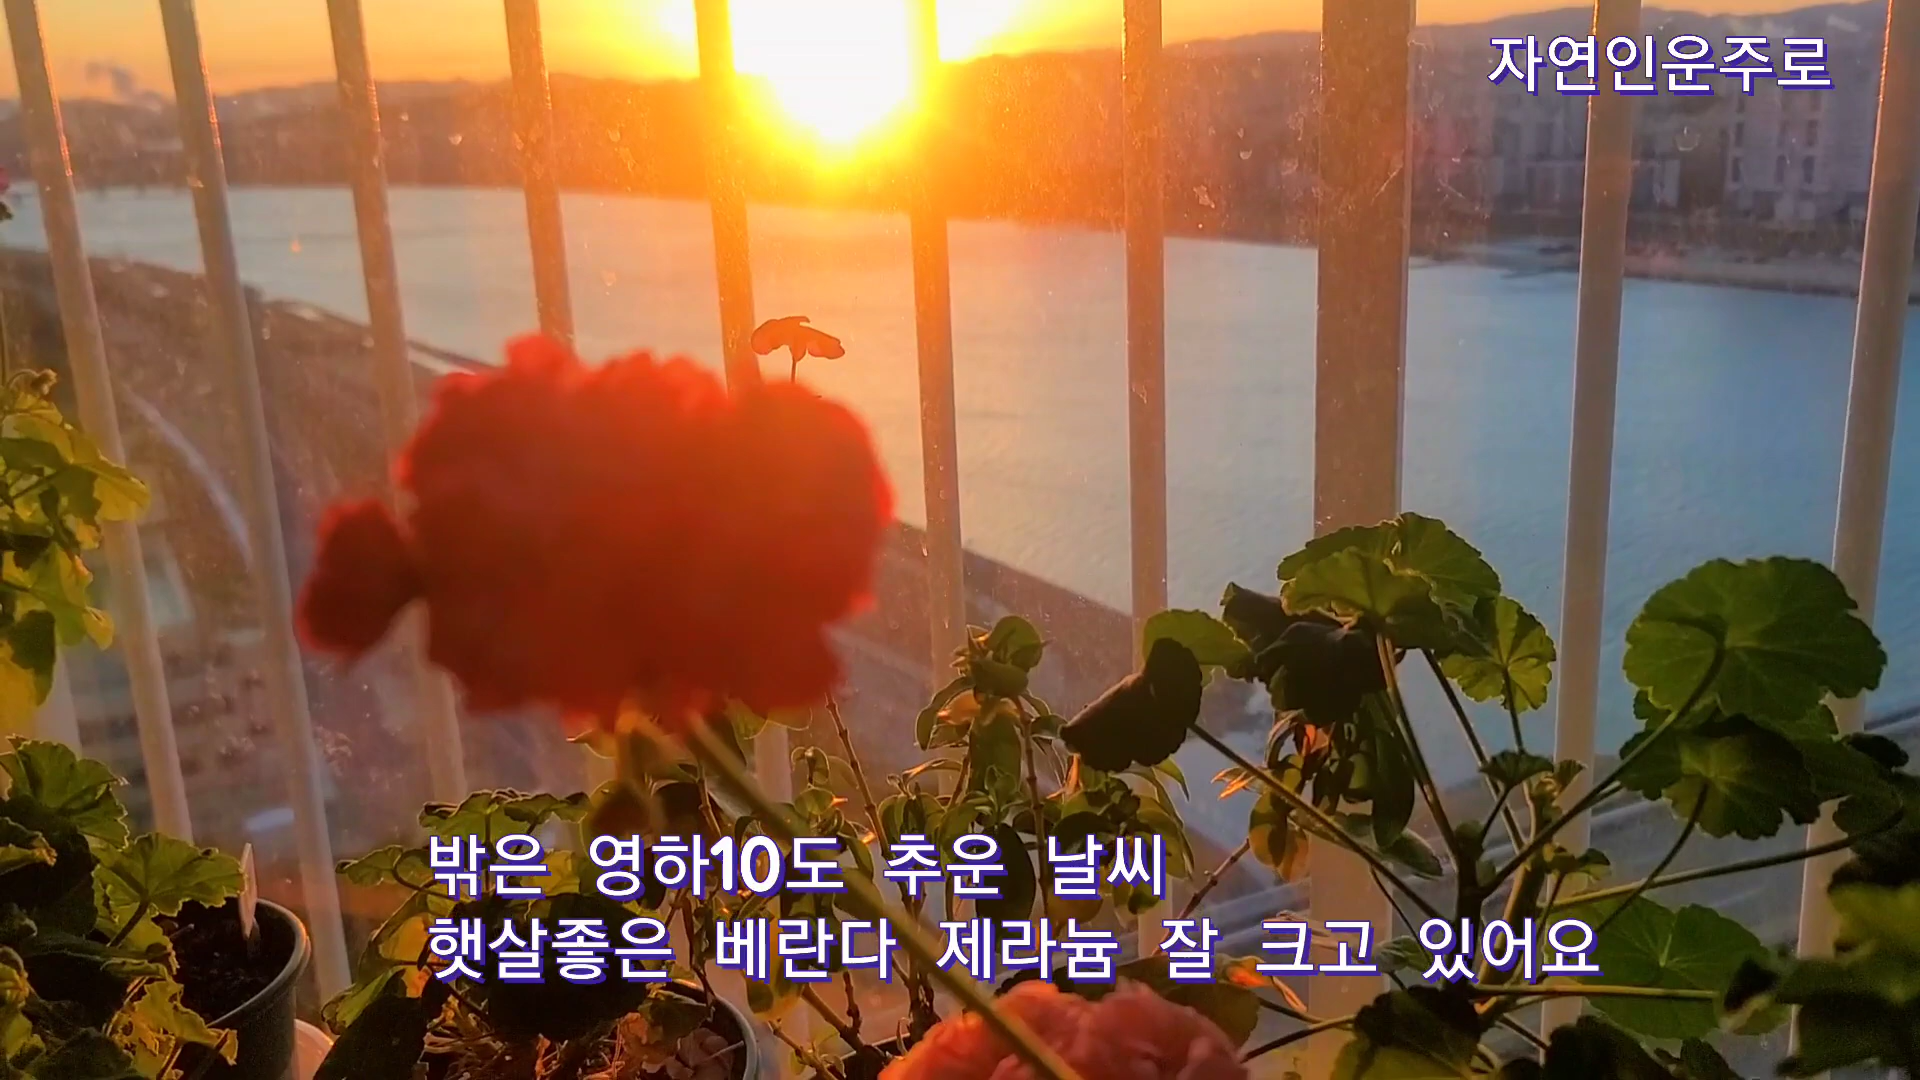 자연인운주로
밖은 영하10도 추운 날씨
햇살좋은 베란다 제라늄 잘 크고 있어요